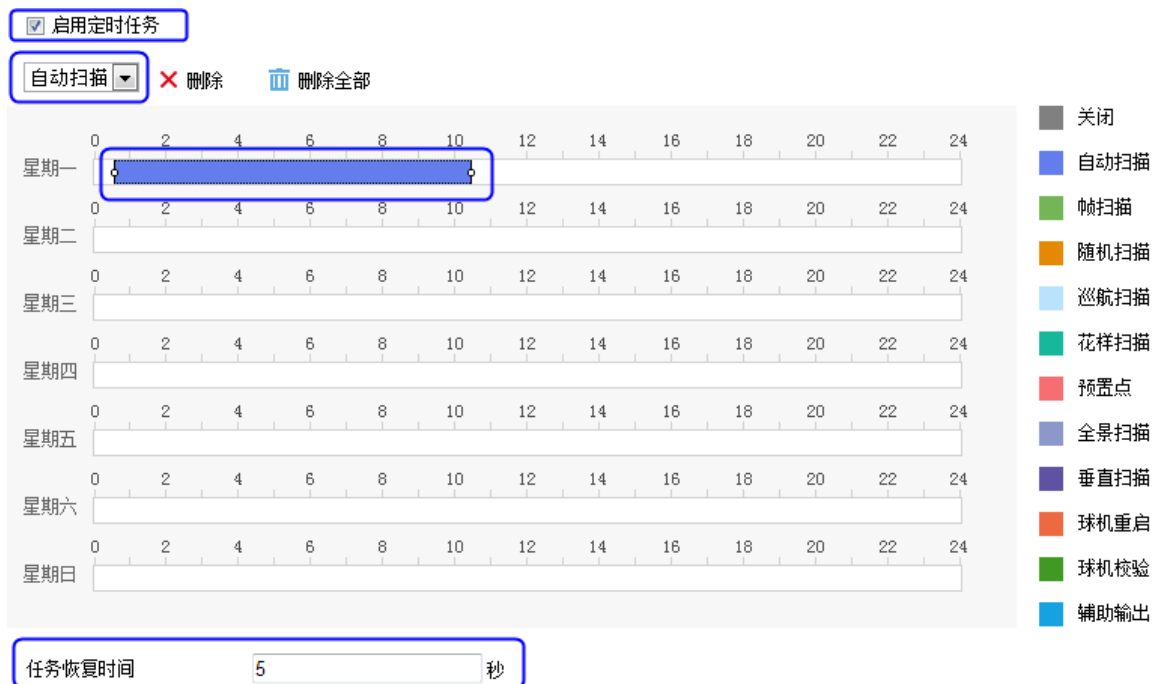 启用定时任务
自动扫描 删除 删除全部
0 2 4 6 8 10 12 14 16 18 20 22 24
星期一
0 2 4 6 8 10 12 14 16 18 20 22 24
星期二
0 2 4 6 8 10 12 14 16 18 20 22 24
星期三
0 2 4 6 8 10 12 14 16 18 20 22 24
星期四
0 2 4 6 8 10 12 14 16 18 20 22 24
星期五
0 2 4 6 8 10 12 14 16 18 20 22 24
星期六
0 2 4 6 8 10 12 14 16 18 20 22 24
星期日
关闭
自动扫描
帧扫描
随机扫描
巡航扫描
花样扫描
预置点
全景扫描
垂直扫描
球机重启
球机校验
辅助输出
任务恢复时间 5 秒